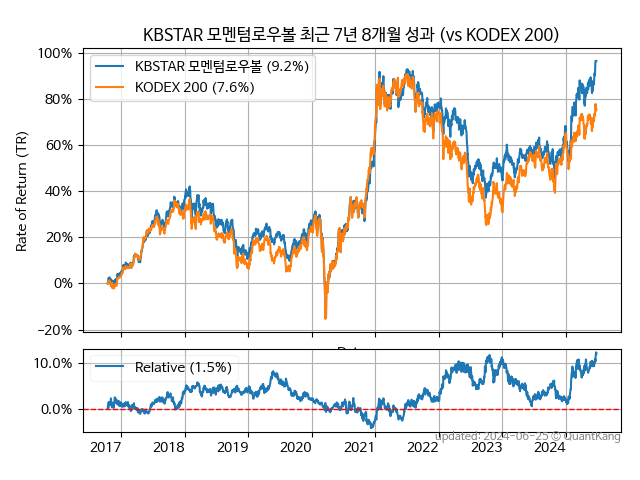 KBSTAR 모멘텀로우볼 최근 7년 8개월 성과 (vs KODEX 200)
100%
KBSTAR 모멘텀로우볼 (9.2%)
KODEX 200 (7.6%)
80%
60%
40%
20%
0%
−20%
Rate of Return (TR)
10.0%
Relative (1.5%)
0.0%
Updated: 2024-06-25 © QuantKang
2017 2018 2019 2020 2021 2022 2023 2024